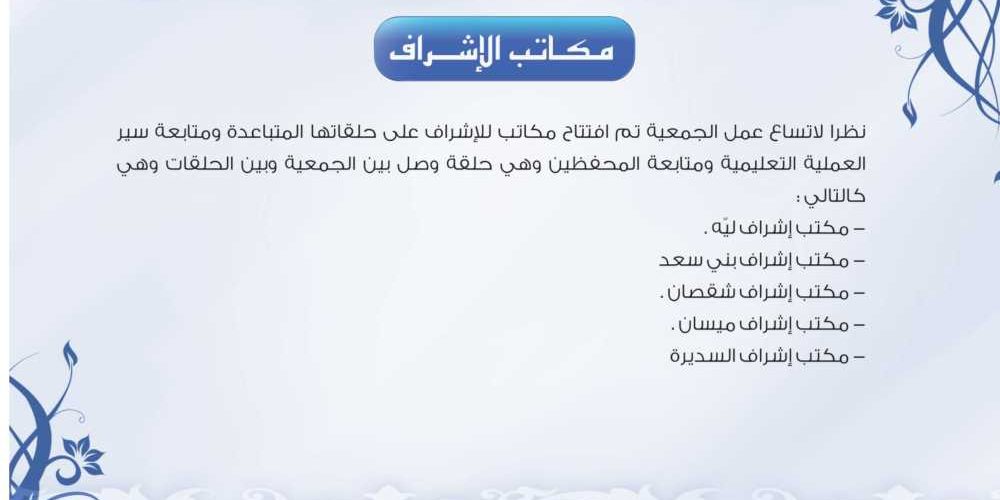 مكاتب الإشراف
نظرا لاتساع عمل الجمعية تم افتتاح مكاتب للإشراف على حلقاتها المتباعدة ومتابعة سير
العملية التعليمية ومتابعة المحفظين وهي حلقة وصل بين الجمعية وبين الحلقات وهي
كالتالي :
– مكتب إشراف ليّه .
– مكتب إشراف بني سعد
– مكتب إشراف شقصان .
– مكتب إشراف ميسان .
– مكتب إشراف السديرة